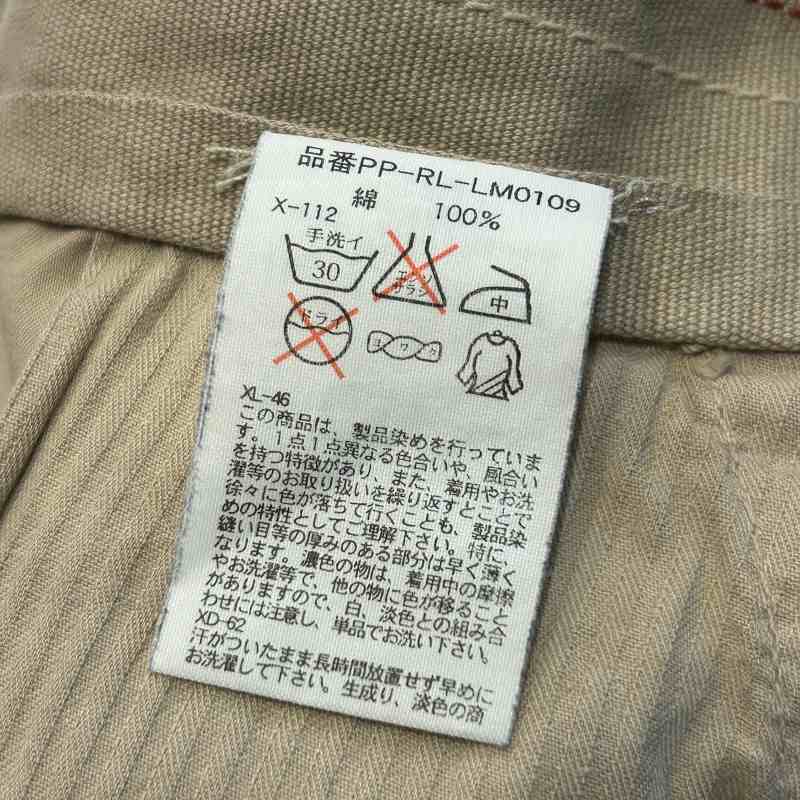 品番PP-RL-LM0109
X-112 綿 100%
手洗イ
30
エンソ
サラシ
中
ドライ
ヨワク
XL-46
この商品は、製品染めを行っていま
す。1点1点異なる色合いや、風合い
を持つ特徴があり、また、着用やお洗
濯等のお取り扱いを繰り返すとことで
徐々に色が落ちて行くことも、製品染
めの特性としてご理解下さい。特に、
縫い目等の厚みのある部分は早く薄く
なります。濃色の物は、着用中の摩擦
やお洗濯等で、他の物に色が移ること
がありますので、白、淡色との組み合
わせには注意し、単品でお洗い下さい。
XD-62
汗がついたまま長時間放置せず早めに
お洗濯して下さい。生成り、淡色の商